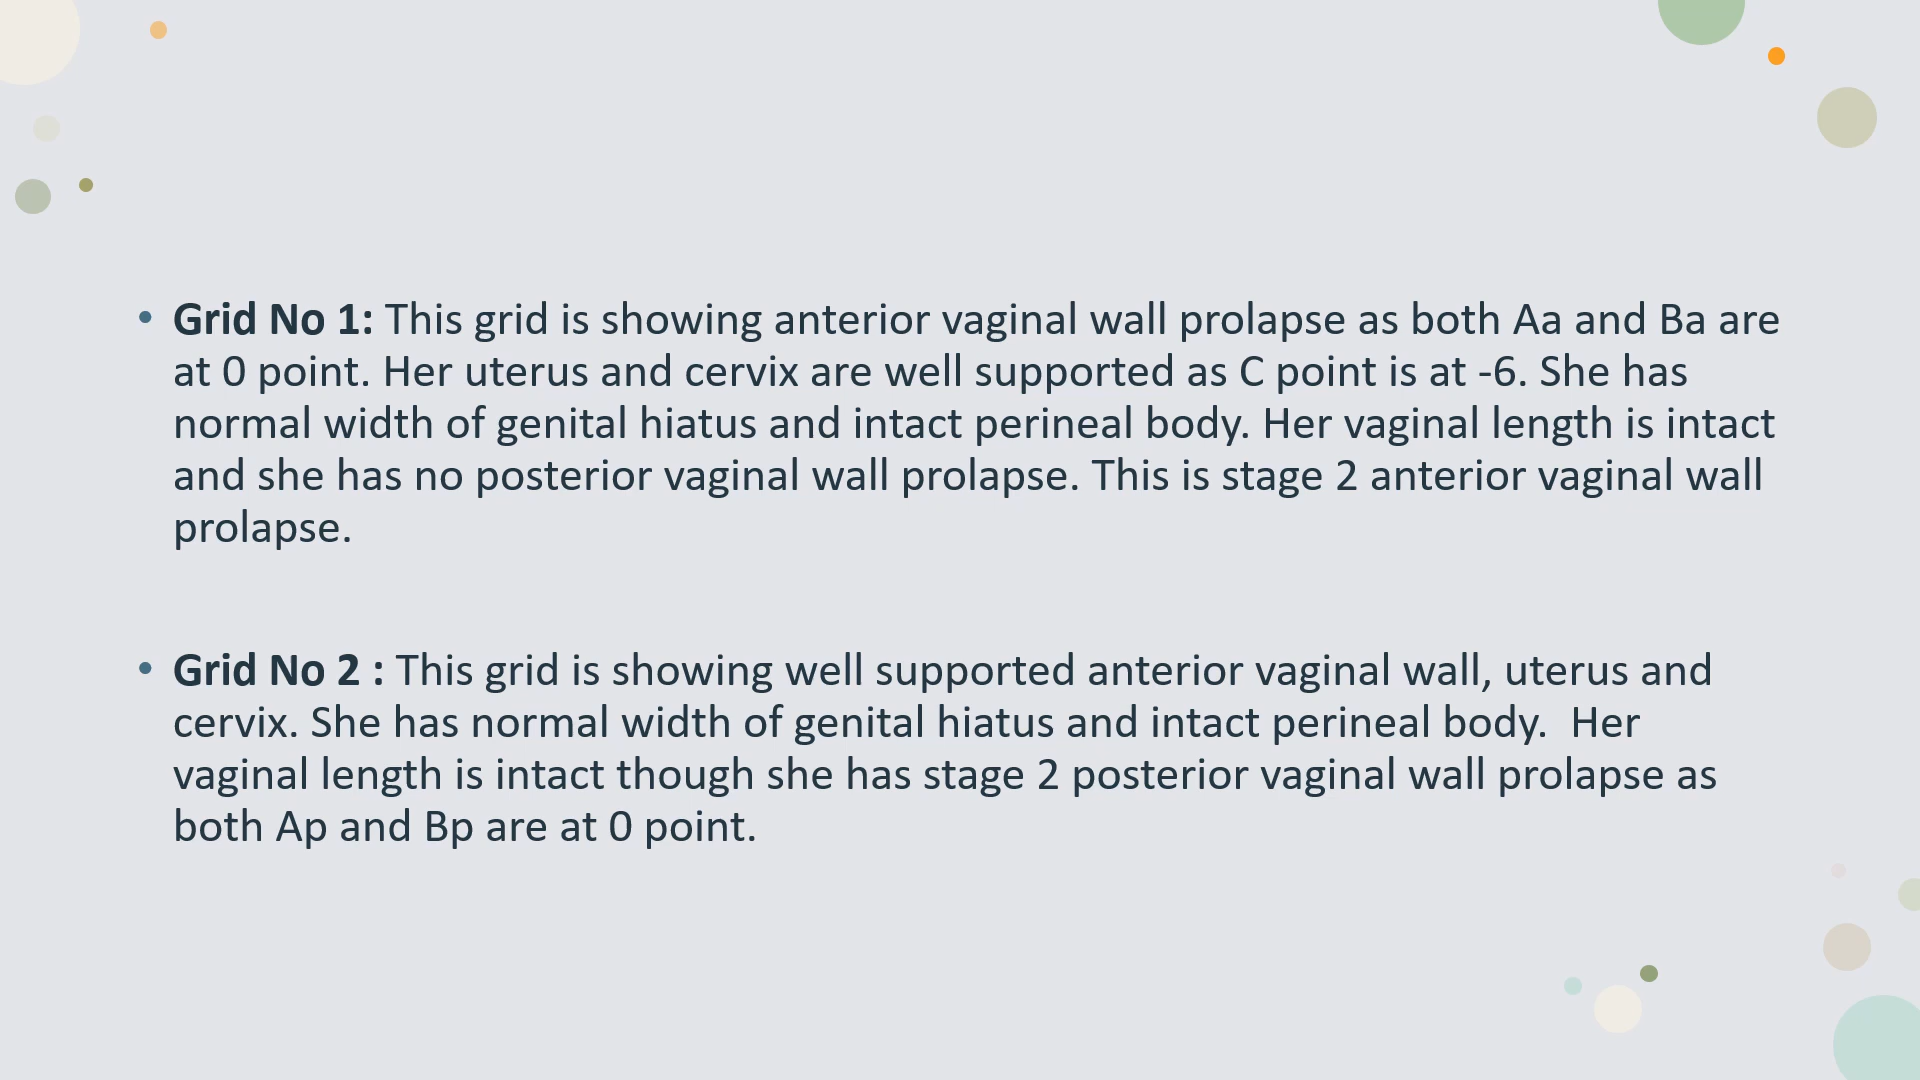 • Grid No 1: This grid is showing anterior vaginal wall prolapse as both Aa and Ba are
at 0 point. Her uterus and cervix are well supported as C point is at -6. She has
normal width of genital hiatus and intact perineal body. Her vaginal length is intact
and she has no posterior vaginal wall prolapse. This is stage 2 anterior vaginal wall
prolapse.
• Grid No 2 : This grid is showing well supported anterior vaginal wall, uterus and
cervix. She has normal width of genital hiatus and intact perineal body.  Her
vaginal length is intact though she has stage 2 posterior vaginal wall prolapse as
both Ap and Bp are at 0 point.